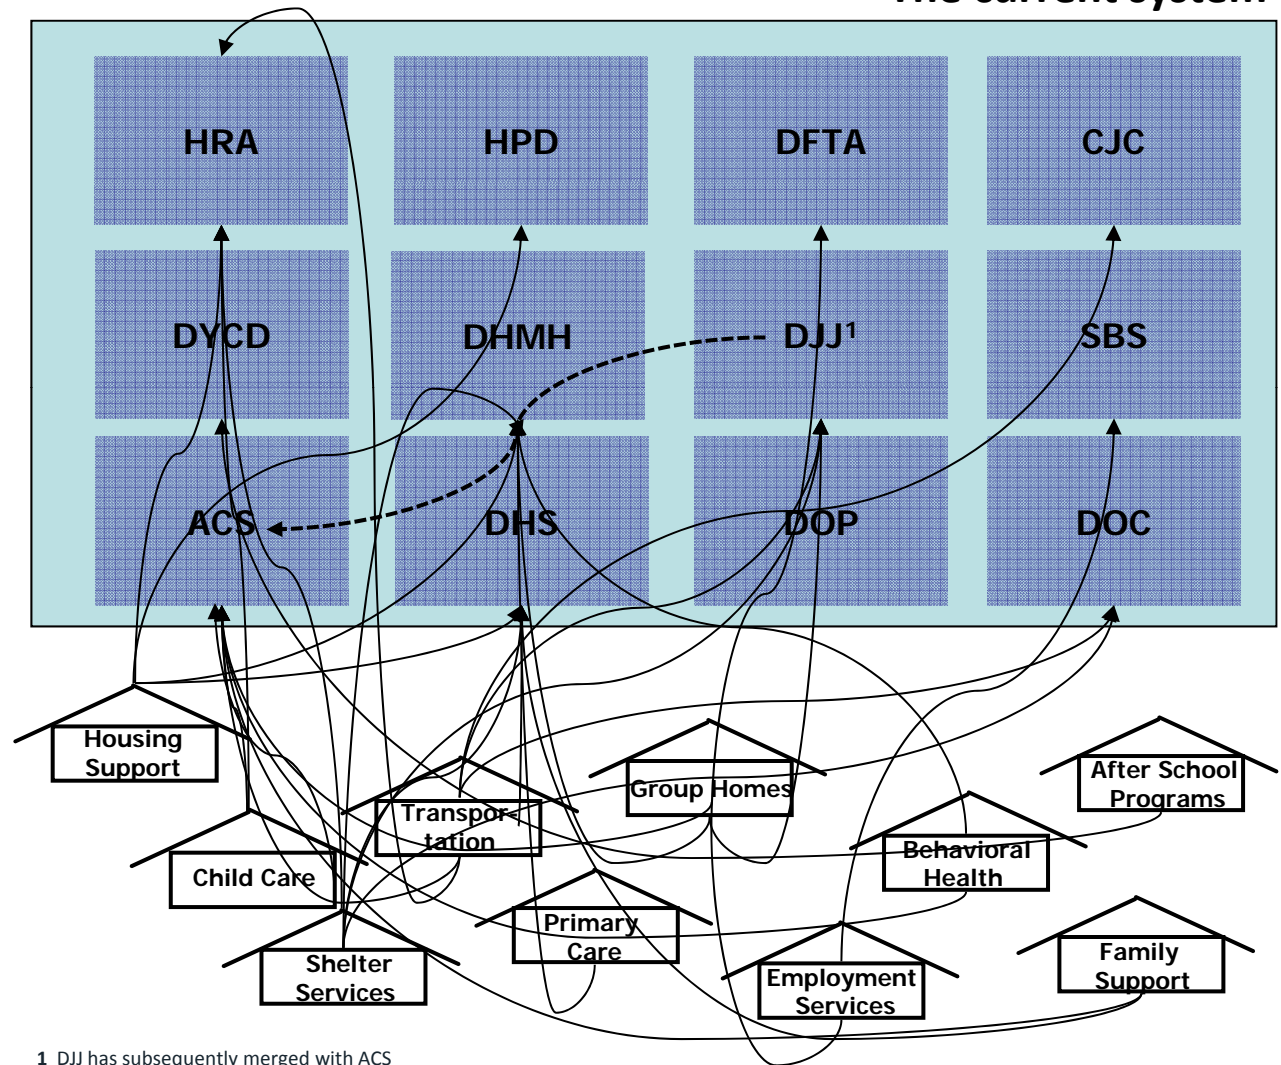 The current system
HRA
HPD
DFTA
CJC
DYCD
DHMH
DJJ¹
SBS
ACS
DHS
DOP
DOC
Housing
Support
Transpor-
tation
Group Homes
After School
Programs
Child Care
Behavioral
Health
Primary
Care
Shelter
Services
Employment
Services
Family
Support
1 DJJ has subsequently merged with ACS